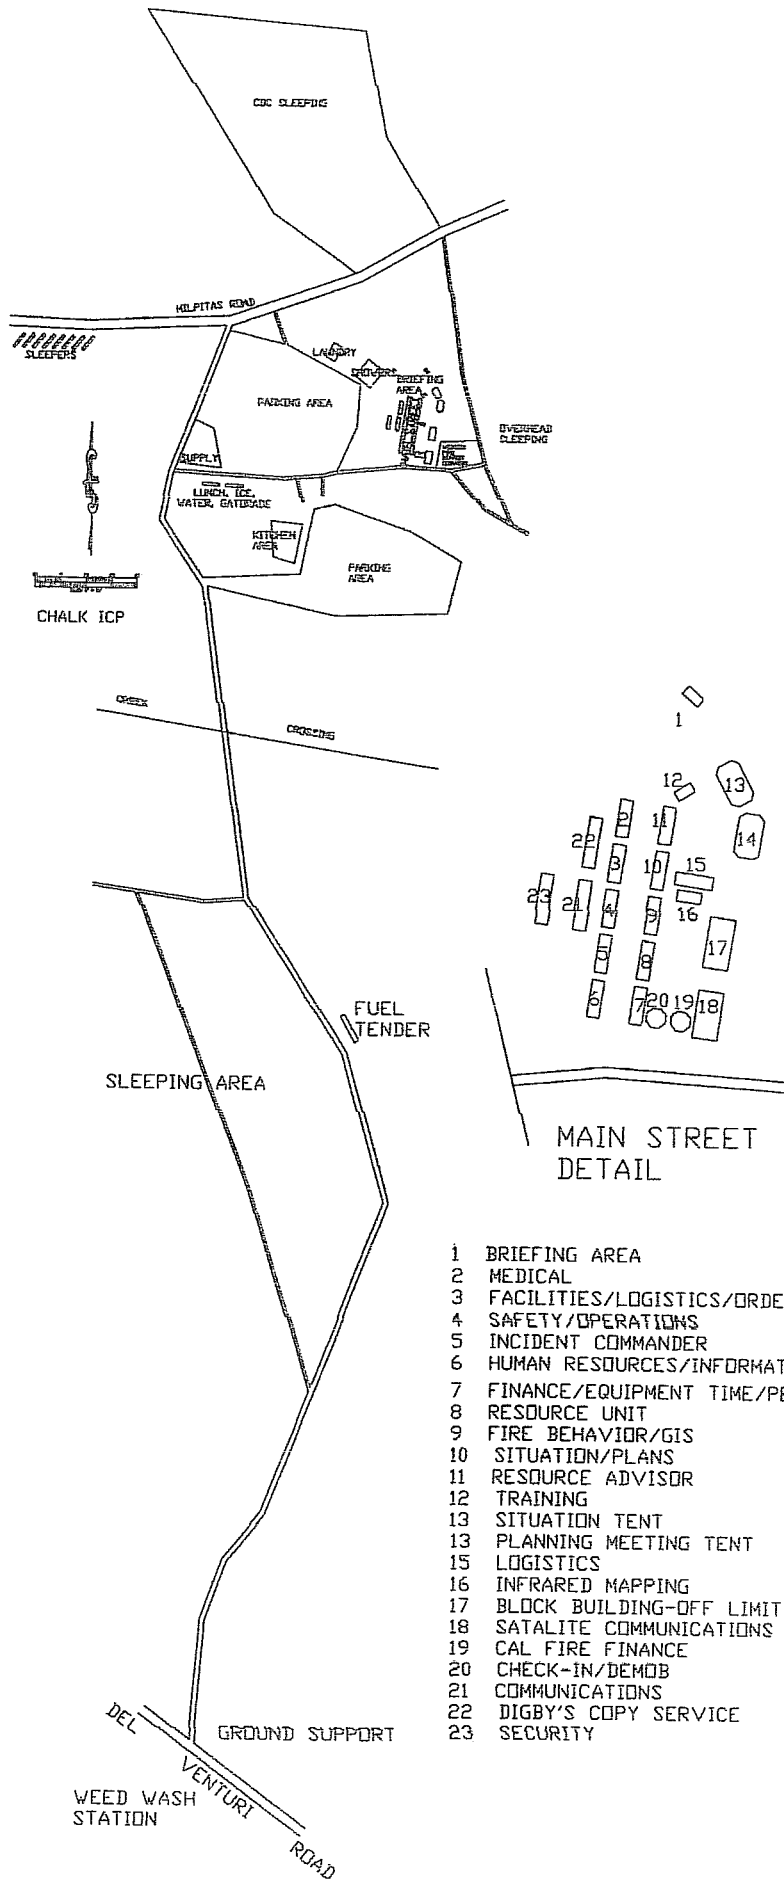 CDC SLEEPING
MILPITAS ROAD
SLEEPERS
LAUNDRY
SHOWERS
BRIEFING
AREA
PARKING AREA
OVERHEAD
SLEEPING
SUPPLY
LUNCH, ICE,
WATER, GATORADE
KITCHEN
AREA
PARKING
AREA
CHALK ICP
CREEK
CROSSING
1
12
13
2
11
14
22
3
10
15
23
21
4
9
16
17
5
8
6
7
20
19
18
FUEL
TENDER
SLEEPING AREA
MAIN STREET
DETAIL
1 BRIEFING AREA
2 MEDICAL
3 FACILITIES/LOGISTICS/ORDE
4 SAFETY/OPERATIONS
5 INCIDENT COMMANDER
6 HUMAN RESOURCES/INFORMAT
7 FINANCE/EQUIPMENT TIME/PE
8 RESOURCE UNIT
9 FIRE BEHAVIOR/GIS
10 SITUATION/PLANS
11 RESOURCE ADVISOR
12 TRAINING
13 SITUATION TENT
13 PLANNING MEETING TENT
15 LOGISTICS
16 INFRARED MAPPING
17 BLOCK BUILDING-OFF LIMIT
18 SATALITE COMMUNICATIONS
19 CAL FIRE FINANCE
20 CHECK-IN/DEMOB
21 COMMUNICATIONS
22 DIGBY'S COPY SERVICE
23 SECURITY
DEL VENTURI ROAD
GROUND SUPPORT
WEED WASH
STATION